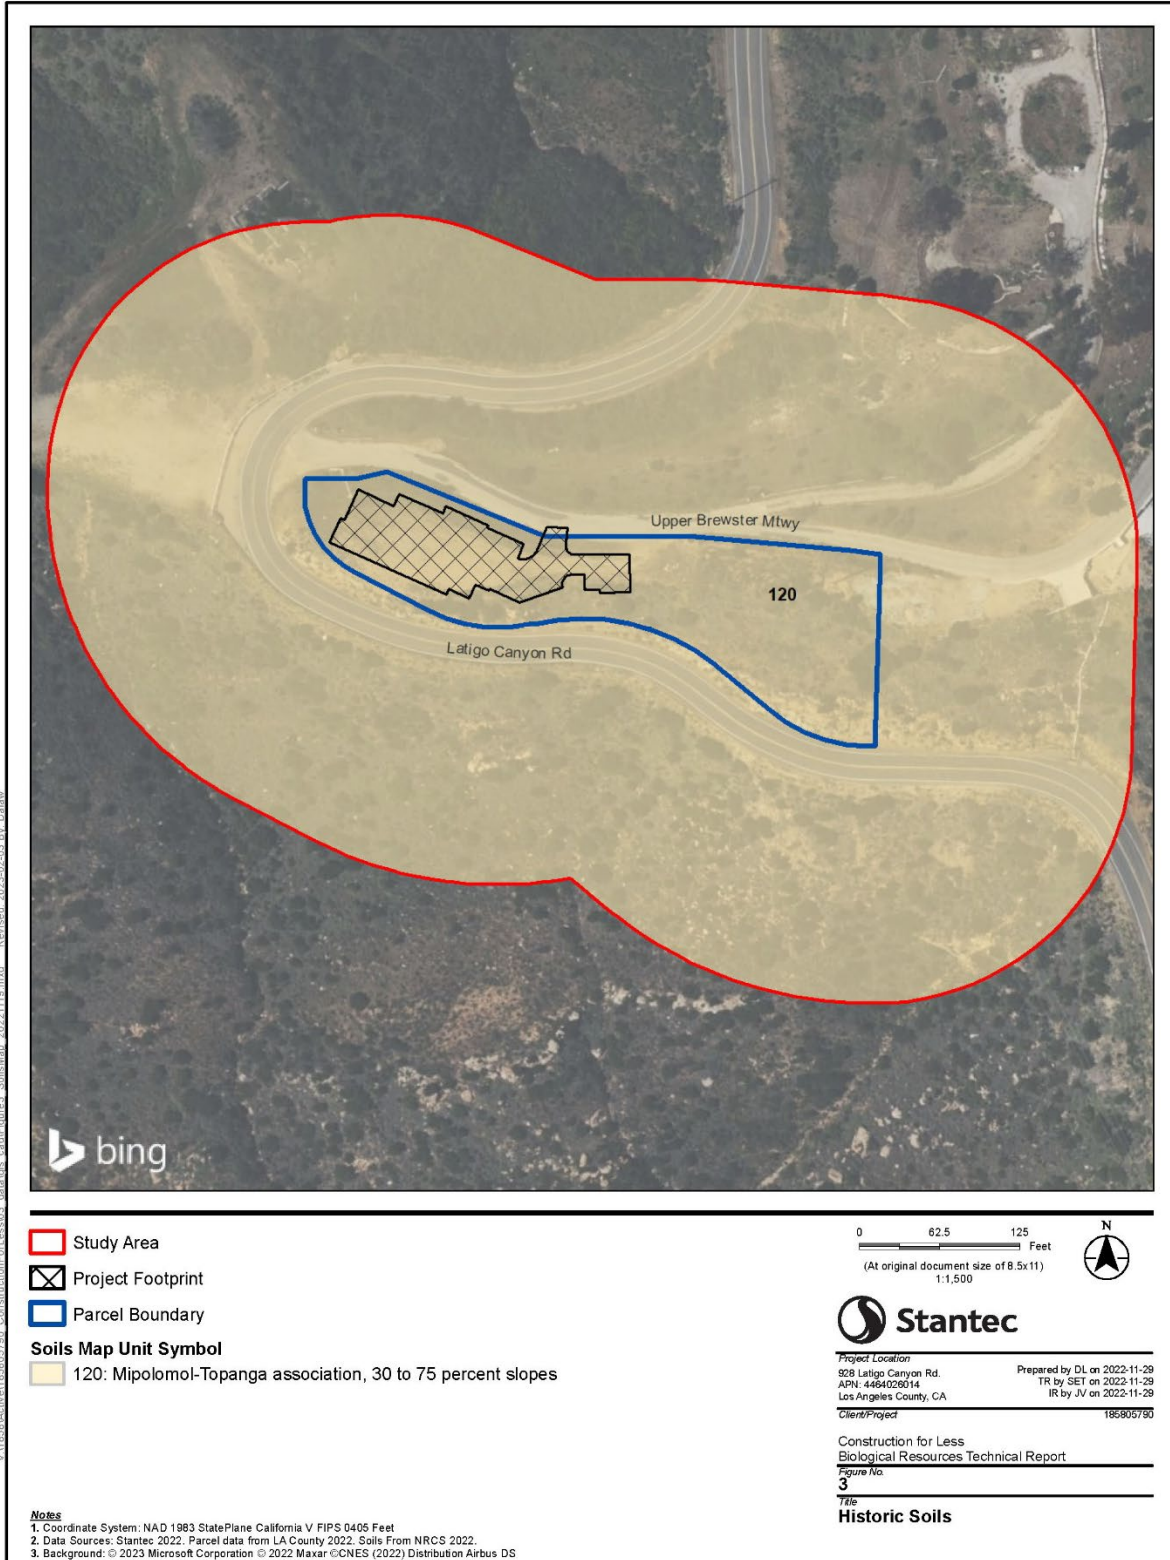 Upper Brewster Mtwy
120
Latigo Canyon Rd
bing
Study Area
Project Footprint
Parcel Boundary
Soils Map Unit Symbol
120: Mipolomol-Topanga association, 30 to 75 percent slopes
0 62.5 125
Feet
(At original document size of 8.5x11)
1:1,500
N
Stantec
Project Location
928 Latigo Canyon Rd.
APN: 4464026014
Los Angeles County, CA
Prepared by DL on 2022-11-29
TR by SET on 2022-11-29
IR by JV on 2022-11-29
Client/Project 185805790
Construction for Less
Biological Resources Technical Report
Figure No.
3
Title
Historic Soils
Notes
1. Coordinate System: NAD 1983 StatePlane California V FIPS 0405 Feet
2. Data Sources: Stantec 2022. Parcel data from LA County 2022. Soils From NRCS 2022.
3. Background: © 2023 Microsoft Corporation © 2022 Maxar ©CNES (2022) Distribution Airbus DS